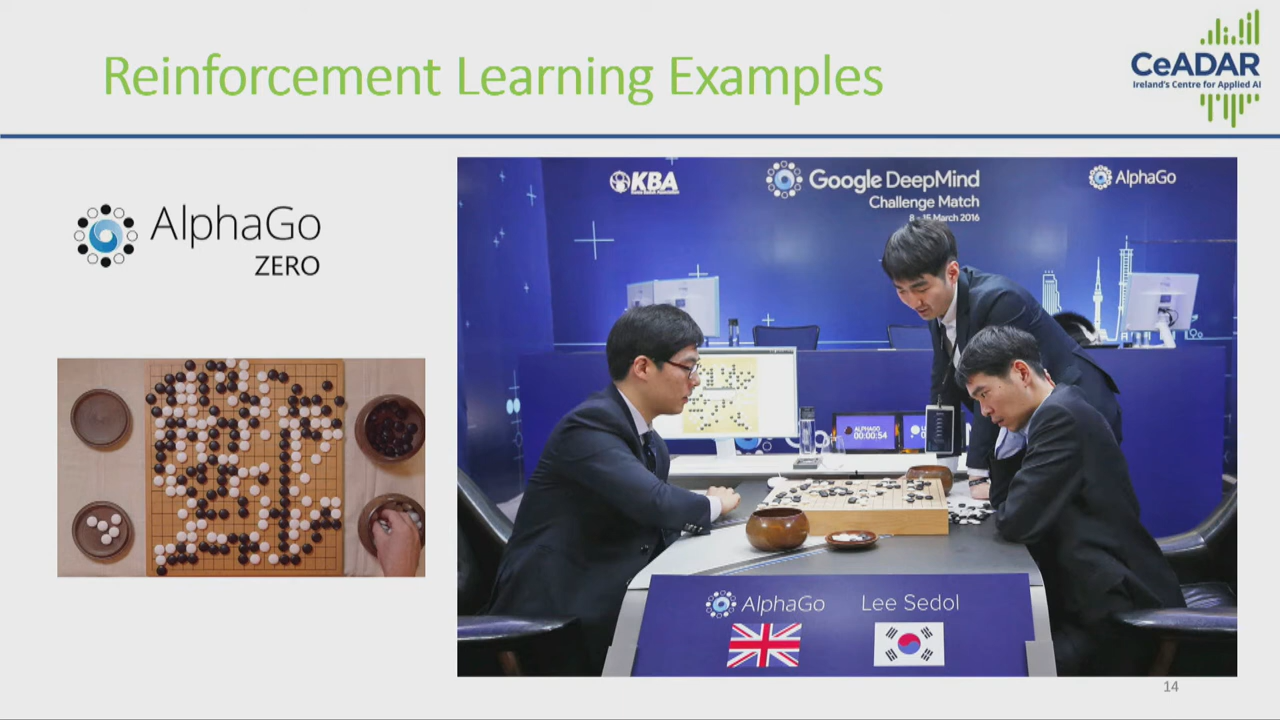 Reinforcement Learning Examples
CeADAR
Ireland's Centre for Applied AI
AlphaGo
ZERO
KBA
Google DeepMind
Challenge Match
8 - 15 March 2016
AlphaGo
ALPHAGO
00:00:54
AlphaGo
Lee Sedol
14